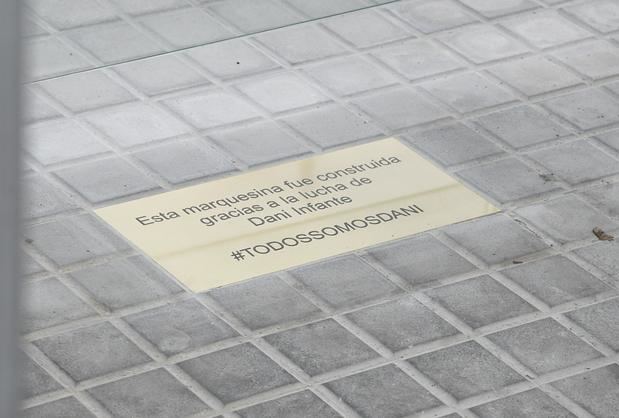 Esta marquesina fue construida
gracias a la lucha de
Dani Infante
#TODOSSOMOSDANI